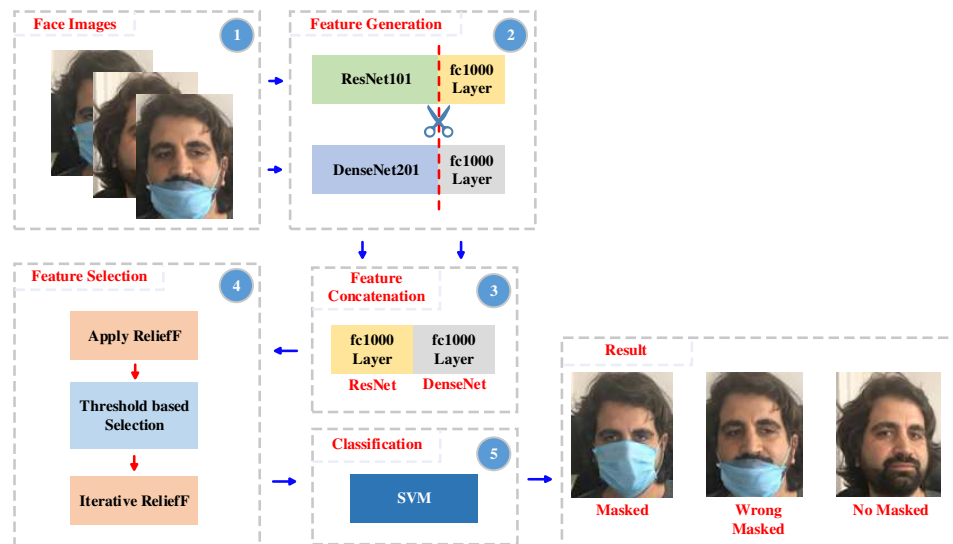 Face Images
1
Feature Generation
2
ResNet101
fc1000
Layer
DenseNet201
fc1000
Layer
Feature
Concatenation
3
fc1000
Layer
fc1000
Layer
ResNet
DenseNet
Feature Selection
4
Apply ReliefF
Threshold based
Selection
Iterative ReliefF
Classification
5
SVM
Result
Masked
Wrong
Masked
No Masked